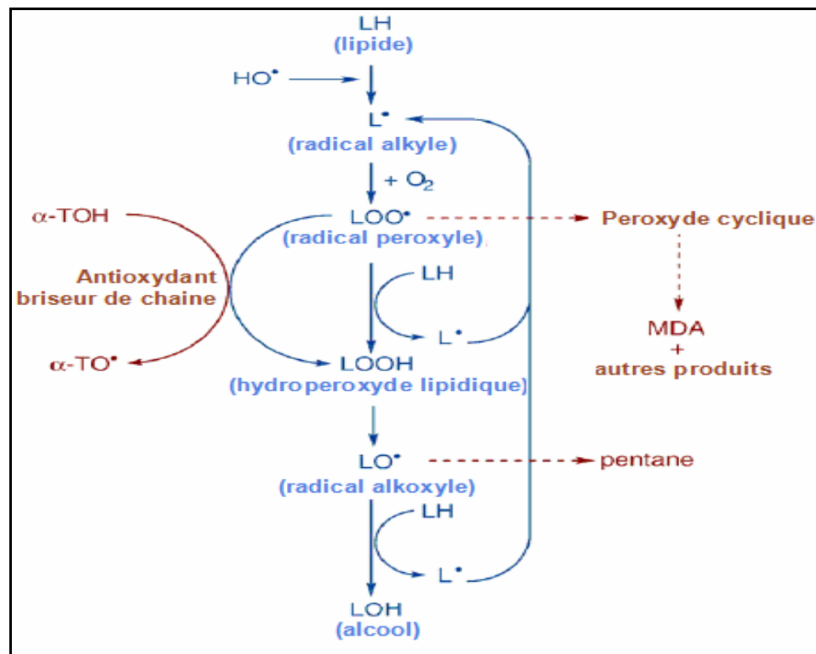 LH
(lipide)
HO•
L•
(radical alkyle)
+ O₂
α-TOH
LOO•
(radical peroxyle)
Peroxyde cyclique
Antioxydant
briseur de chaine
LH
L•
MDA
+
autres produits
α-TO•
LOOH
(hydroperoxyde lipidique)
LO•
(radical alkoxyle)
pentane
LH
L•
LOH
(alcool)